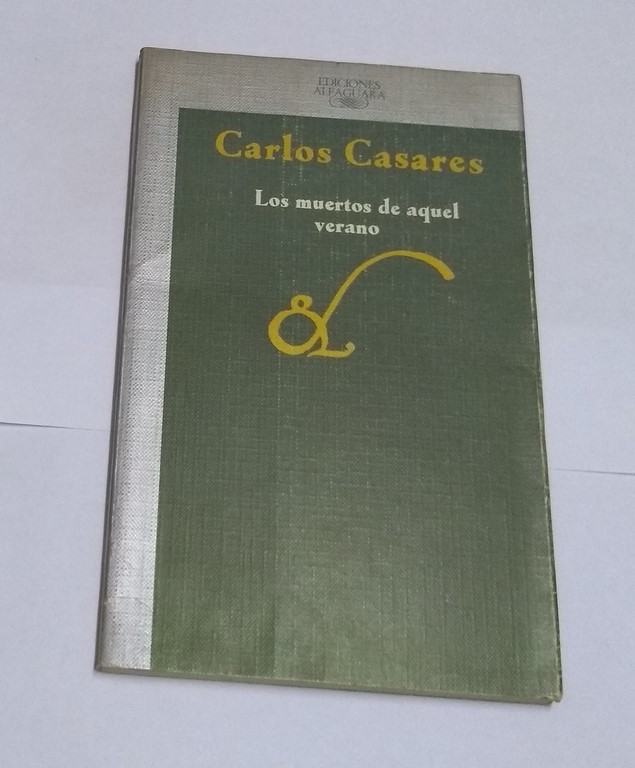 EDICIONES
ALFAGUARA
Carlos Casares
Los muertos de aquel
verano